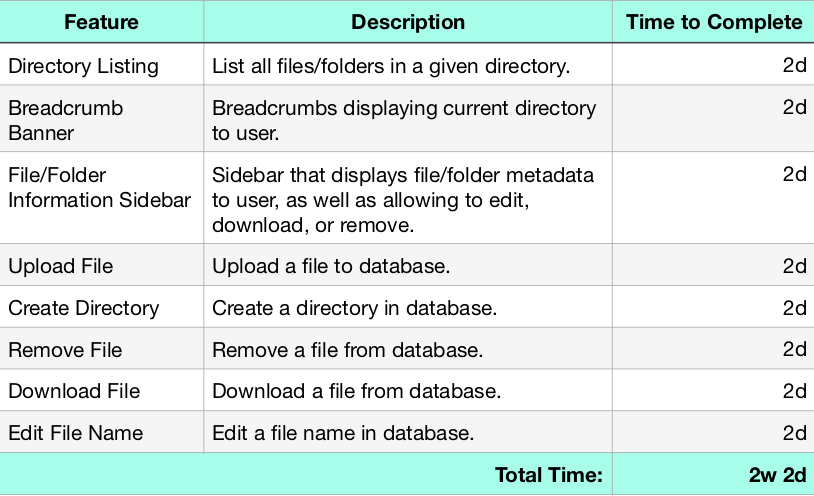 Feature Description Time to Complete
Directory Listing List all files/folders in a given directory. 2d
Breadcrumb Breadcrumbs displaying current directory 2d
Banner to user.
File/Folder Sidebar that displays file/folder metadata 2d
Information Sidebar to user, as well as allowing to edit,
download, or remove.
Upload File Upload a file to database. 2d
Create Directory Create a directory in database. 2d
Remove File Remove a file from database. 2d
Download File Download a file from database. 2d
Edit File Name Edit a file name in database. 2d
Total Time: 2w 2d